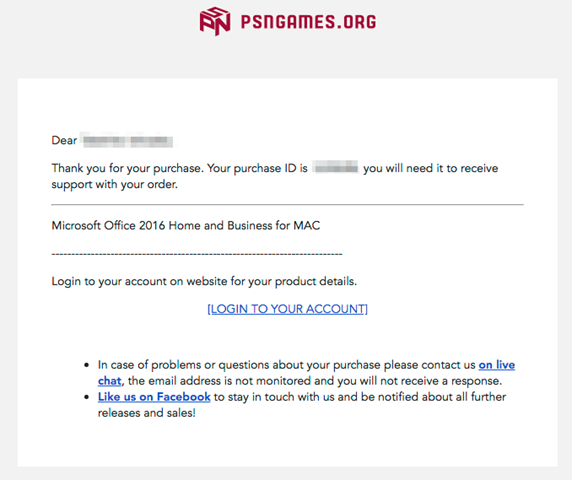 PSN PSNGAMES.ORG
Dear
Thank you for your purchase. Your purchase ID is you will need it to receive
support with your order.
Microsoft Office 2016 Home and Business for MAC
--------------------------------------------------------------------------
Login to your account on website for your product details.
[LOGIN TO YOUR ACCOUNT]
• In case of problems or questions about your purchase please contact us on live
chat, the email address is not monitored and you will not receive a response.
• Like us on Facebook to stay in touch with us and be notified about all further
releases and sales!